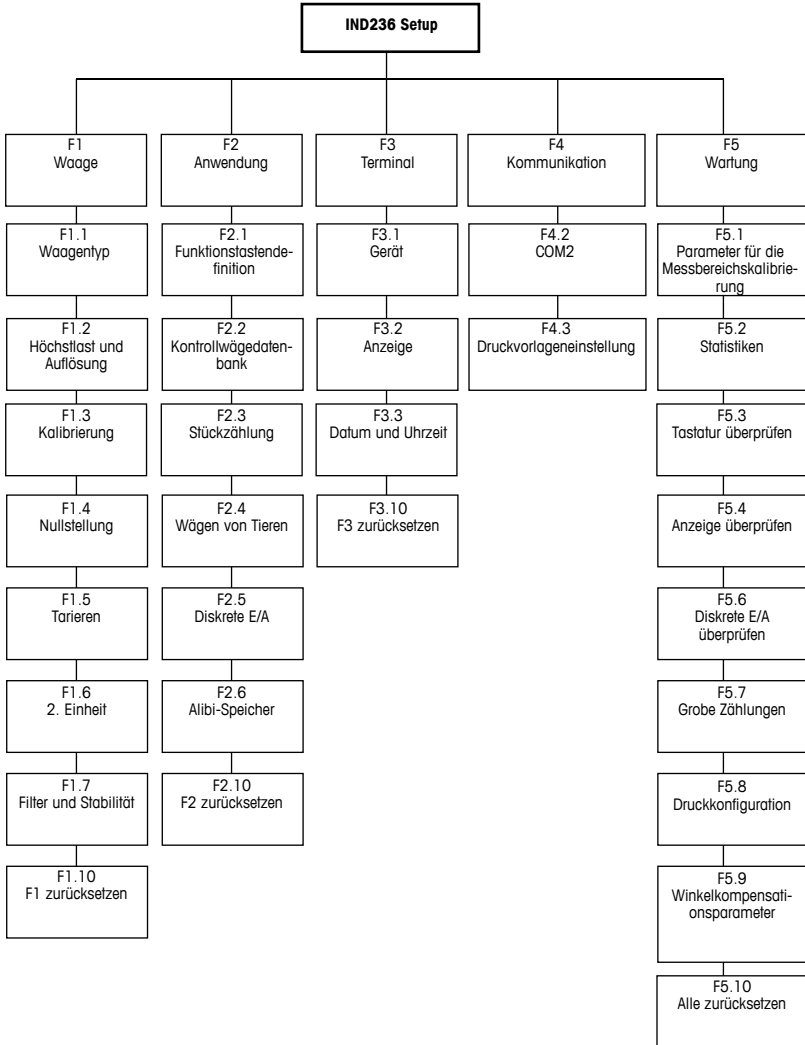 IND236 Setup
F1
Waage
F1.1
Waagentyp
F1.2
Höchstlast und
Auflösung
F1.3
Kalibrierung
F1.4
Nullstellung
F1.5
Tarieren
F1.6
2. Einheit
F1.7
Filter und Stabilität
F1.10
F1 zurücksetzen
F2
Anwendung
F2.1
Funktionstastende-
finition
F2.2
Kontrollwägedaten-
bank
F2.3
Stückzählung
F2.4
Wägen von Tieren
F2.5
Diskrete E/A
F2.6
Alibi-Speicher
F2.10
F2 zurücksetzen
F3
Terminal
F3.1
Gerät
F3.2
Anzeige
F3.3
Datum und Uhrzeit
F3.10
F3 zurücksetzen
F4
Kommunikation
F4.2
COM2
F4.3
Druckvorlageneinstellung
F5
Wartung
F5.1
Parameter für die
Messbereichskalibrie-
rung
F5.2
Statistiken
F5.3
Tastatur überprüfen
F5.4
Anzeige überprüfen
F5.6
Diskrete E/A
überprüfen
F5.7
Grobe Zählungen
F5.8
Druckkonfiguration
F5.9
Winkelkompensati-
onsparameter
F5.10
Alle zurücksetzen